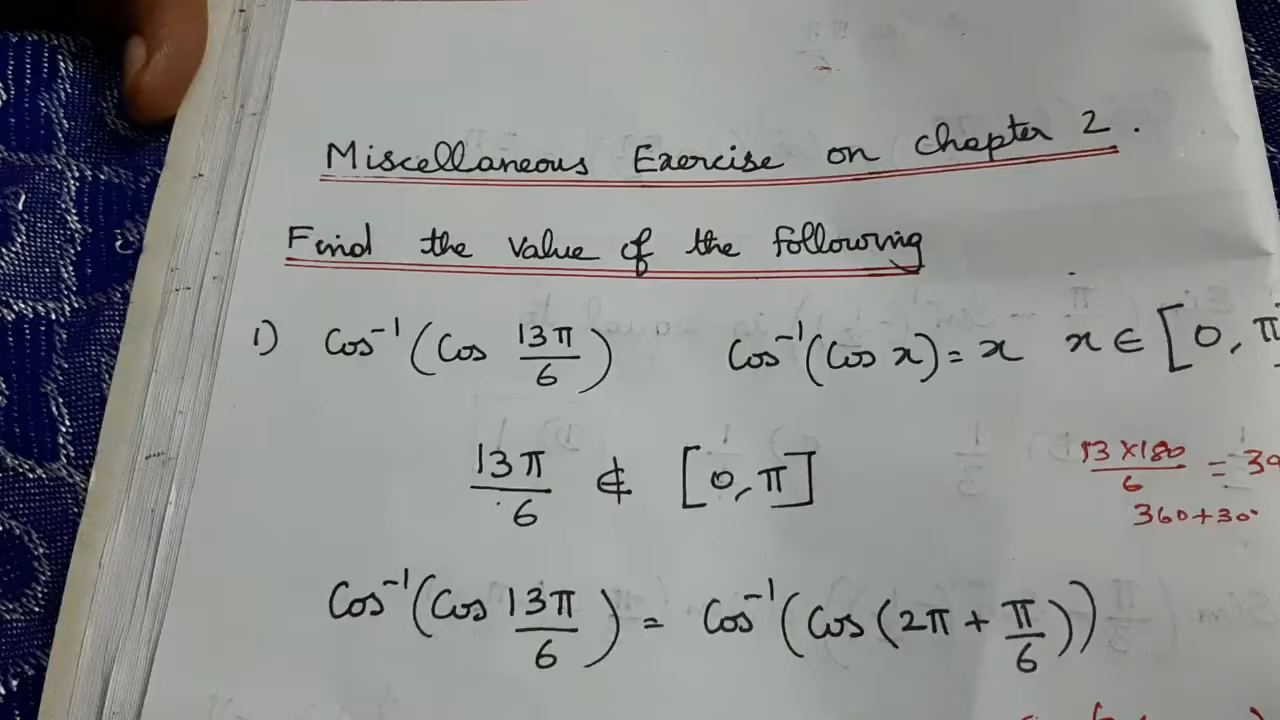 Miscellaneous Exercise on Chapter 2.
Find the value of the following
1) Cos⁻¹(Cos 13π/6) Cos⁻¹(Cos x) = x x ∈ [0, π
13π/6 ∉ [0, π]
13×180/6 = 39
360+30°
Cos⁻¹(Cos 13π/6) = Cos⁻¹(Cos(2π + π/6))